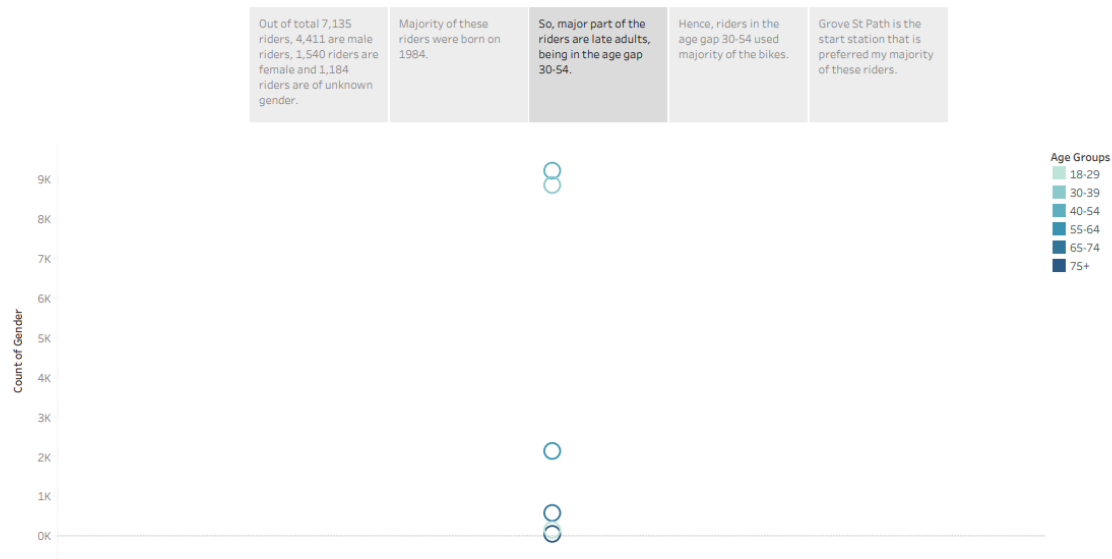 Out of total 7,135
riders, 4,411 are male
riders, 1,540 riders are
female and 1,184
riders are of unknown
gender.
Majority of these
riders were born on
1984.
So, major part of the
riders are late adults,
being in the age gap
30-54.
Hence, riders in the
age gap 30-54 used
majority of the bikes.
Grove St Path is the
start station that is
preferred my majority
of these riders.
Age Groups
18-29
30-39
40-54
55-64
65-74
75+
Count of Gender
9K
8K
7K
6K
5K
4K
3K
2K
1K
0K